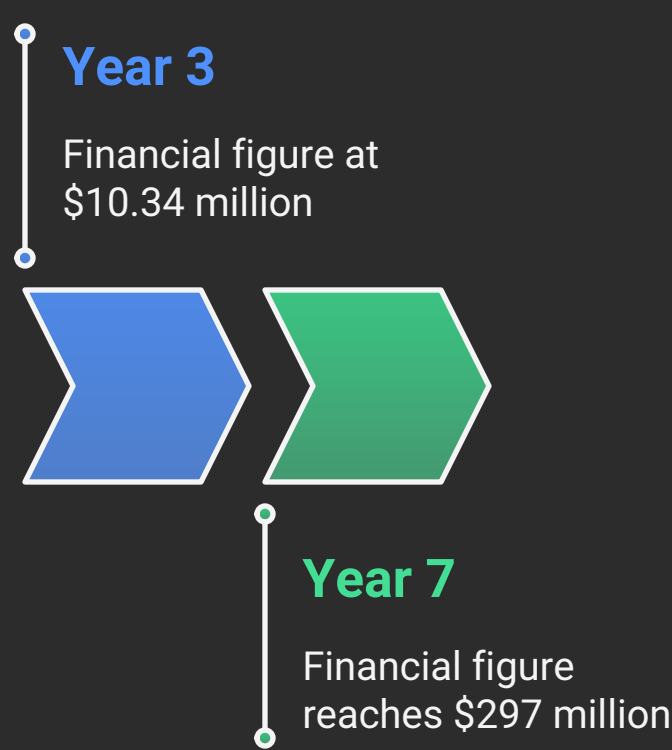 Year 3
Financial figure at
$10.34 million
Year 7
Financial figure
reaches $297 million